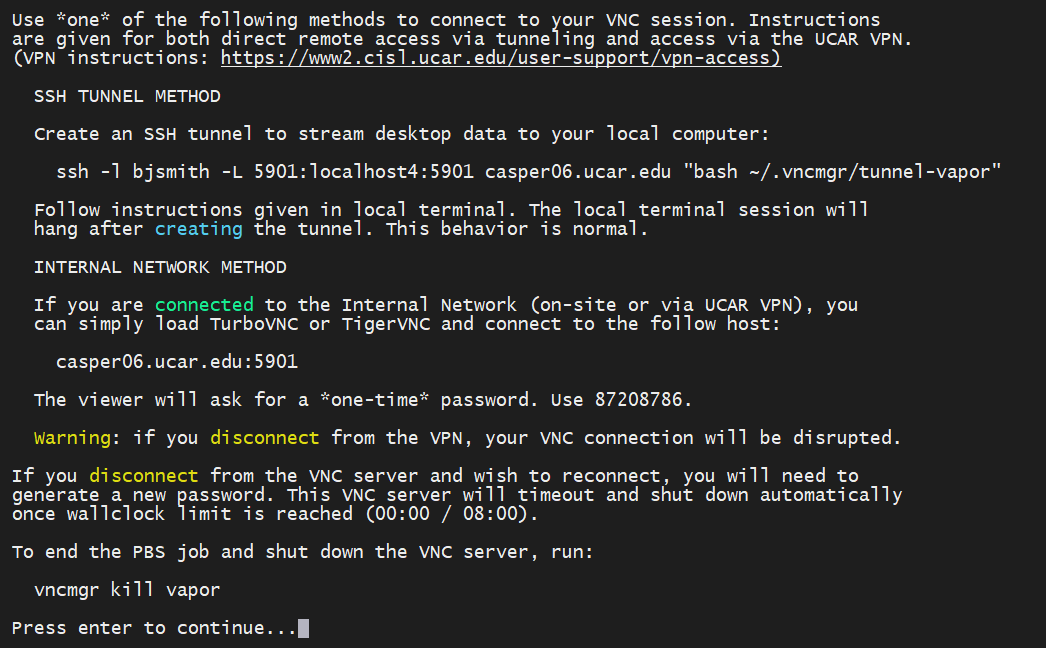 Use *one* of the following methods to connect to your VNC session. Instructions
are given for both direct remote access via tunneling and access via the UCAR VPN.
(VPN instructions: https://www2.cisl.ucar.edu/user-support/vpn-access)
SSH TUNNEL METHOD
Create an SSH tunnel to stream desktop data to your local computer:
ssh -l bjsmith -L 5901:localhost4:5901 casper06.ucar.edu "bash ~/.vncmgr/tunnel-vapor"
Follow instructions given in local terminal. The local terminal session will
hang after creating the tunnel. This behavior is normal.
INTERNAL NETWORK METHOD
If you are connected to the Internal Network (on-site or via UCAR VPN), you
can simply load TurboVNC or TigerVNC and connect to the follow host:
casper06.ucar.edu:5901
The viewer will ask for a *one-time* password. Use 87208786.
Warning: if you disconnect from the VPN, your VNC connection will be disrupted.
If you disconnect from the VNC server and wish to reconnect, you will need to
generate a new password. This VNC server will timeout and shut down automatically
once wallclock limit is reached (00:00 / 08:00).
To end the PBS job and shut down the VNC server, run:
vncmgr kill vapor
Press enter to continue...